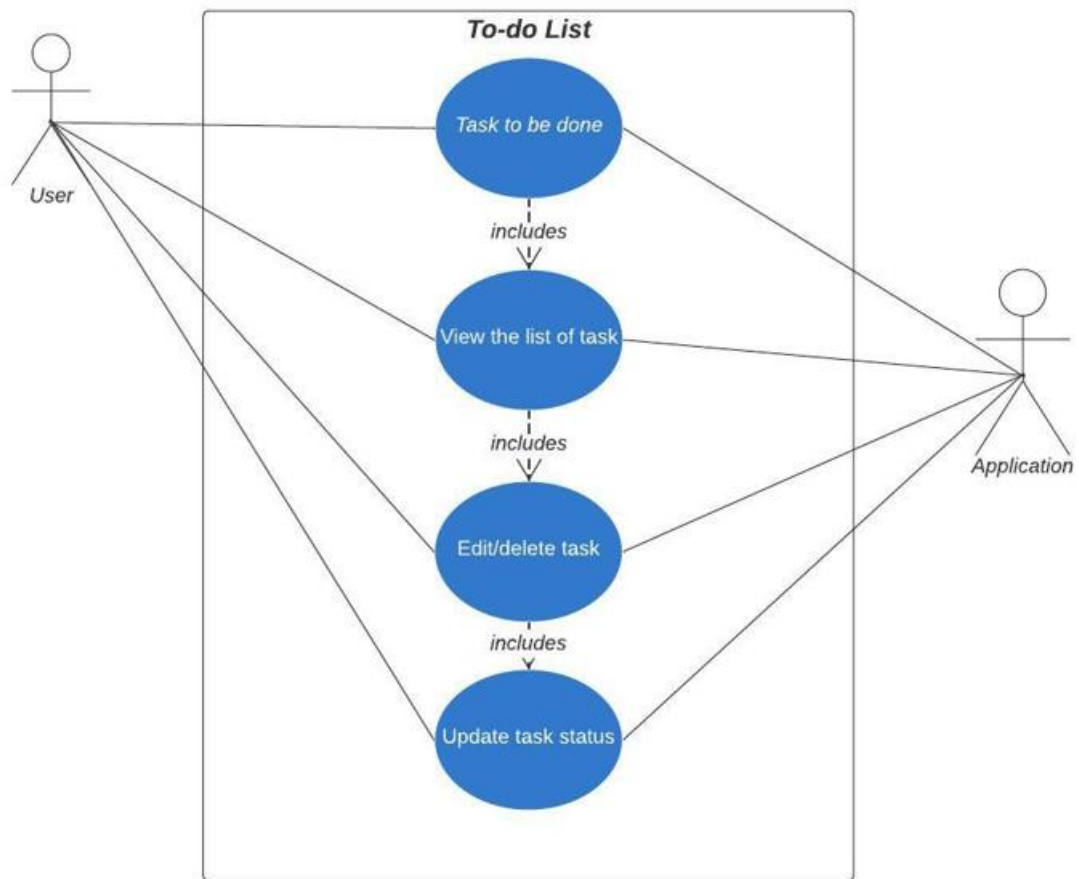 To-do List
Task to be done
User
includes
View the list of task
includes
Application
Edit/delete task
includes
Update task status